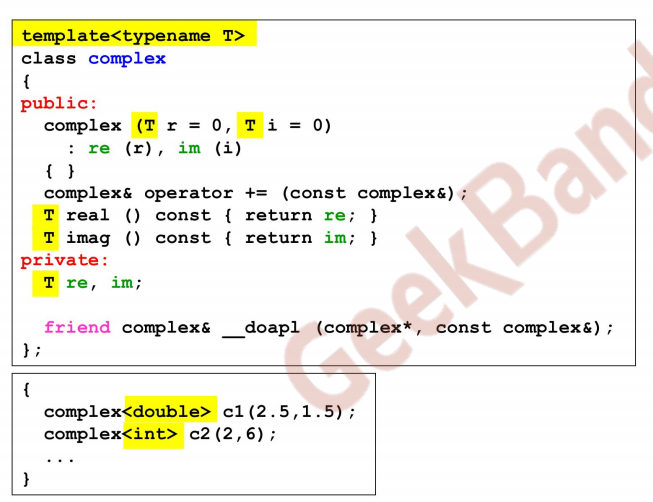 template<typename T>
class complex
{
public:
  complex (T r = 0, T i = 0)
    : re (r), im (i)
  { }
  complex& operator += (const complex&);
  T real () const { return re; }
  T imag () const { return im; }
private:
  T re, im;

  friend complex& __doapl (complex*, const complex&);
};
{
  complex<double> c1(2.5,1.5);
  complex<int> c2(2,6);
  ...
}
GeekBand